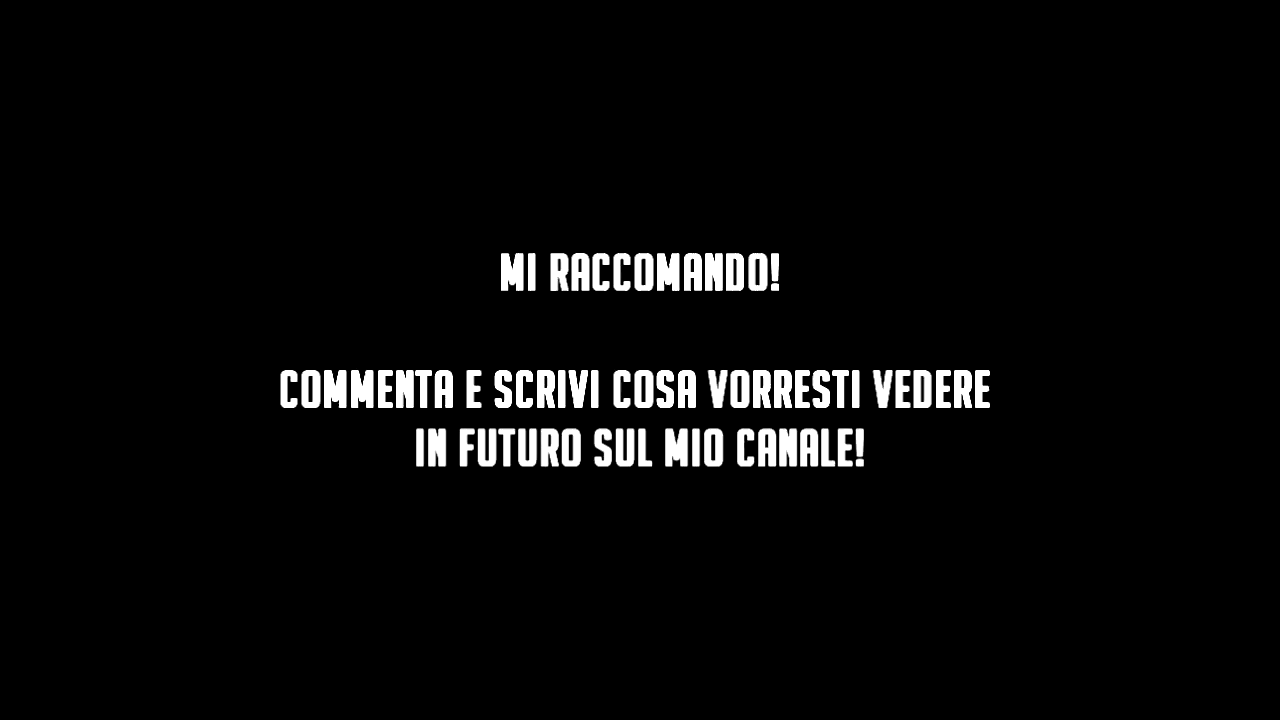 MI RACCOMANDO!
COMMENTA E SCRIVI COSA VORRESTI VEDERE
IN FUTURO SUL MIO CANALE!